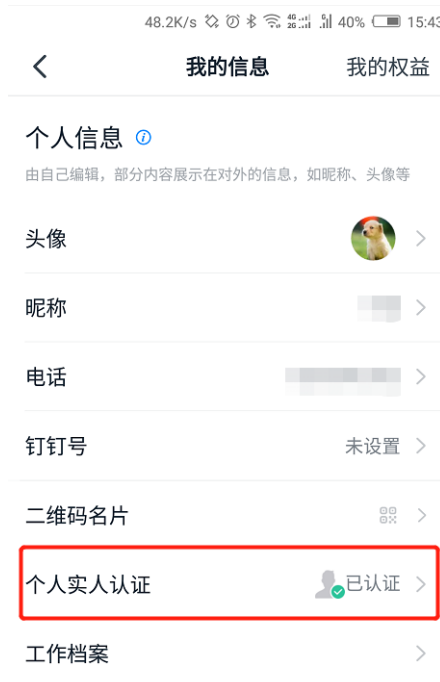 48.2K/s 4G 2G 40% 15:43
我的信息 我的权益
个人信息
由自己编辑，部分内容展示在对外的信息，如昵称、头像等
头像
昵称
电话
钉钉号 未设置
二维码名片
个人实人认证 已认证
工作档案